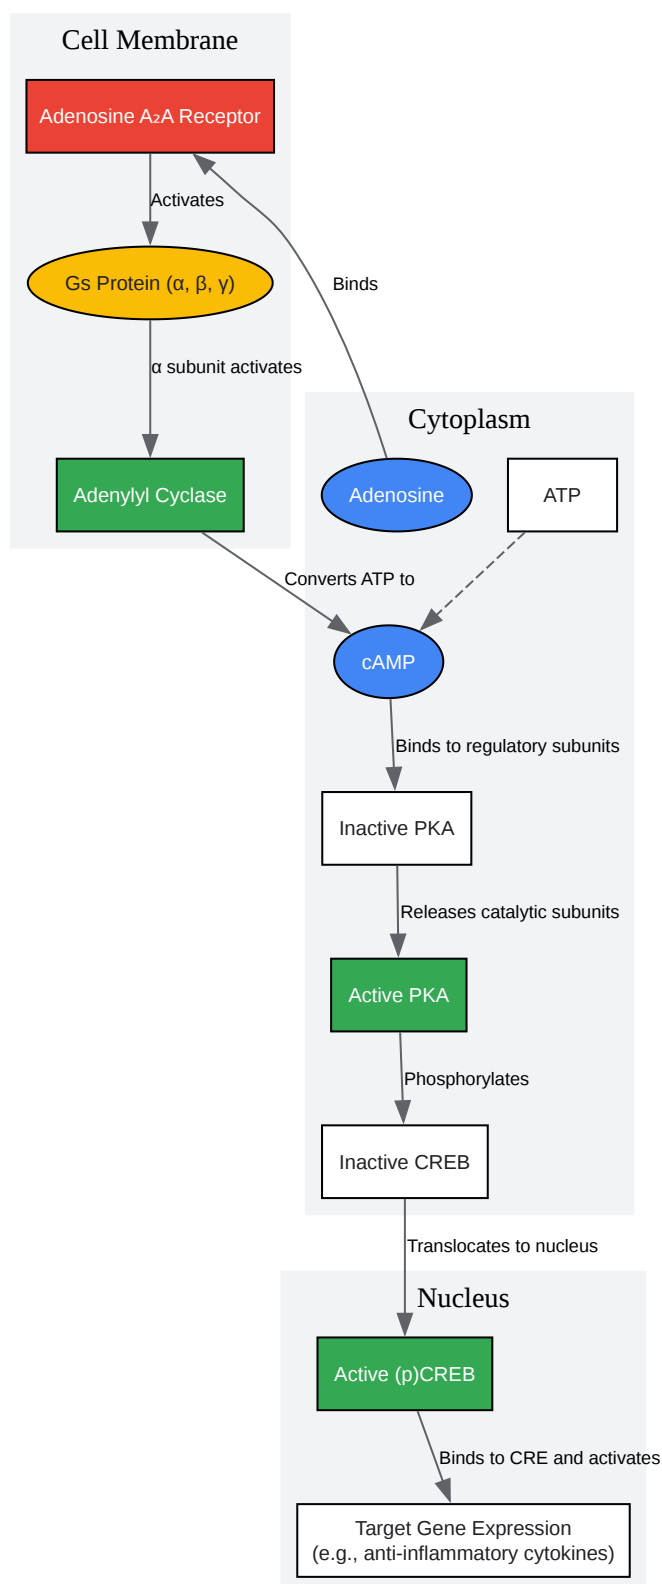 Cell Membrane
Adenosine A₂A Receptor
Activates
Gs Protein (α, β, γ)
Binds
α subunit activates
Cytoplasm
Adenylyl Cyclase
Adenosine
ATP
Converts ATP to
cAMP
Binds to regulatory subunits
Inactive PKA
Releases catalytic subunits
Active PKA
Phosphorylates
Inactive CREB
Translocates to nucleus
Nucleus
Active (p)CREB
Binds to CRE and activates
Target Gene Expression
(e.g., anti-inflammatory cytokines)